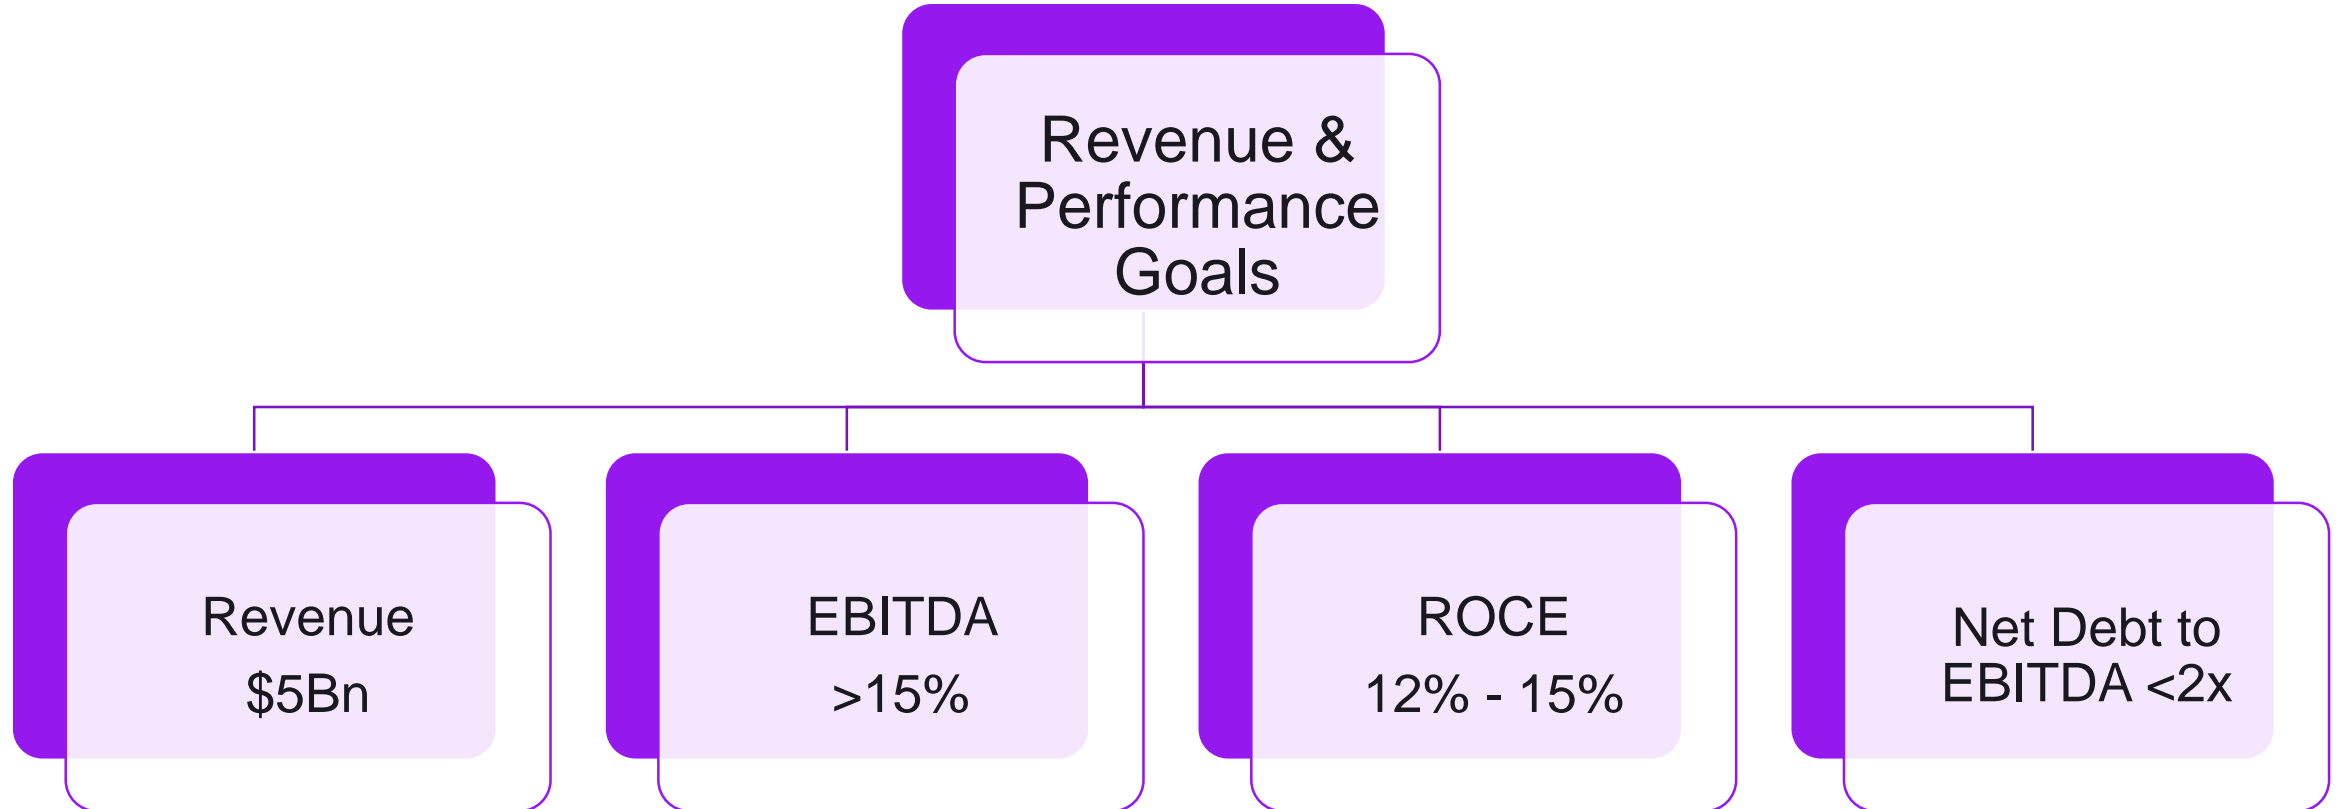 Revenue &
Performance
Goals
Revenue
$5Bn
EBITDA
>15%
ROCE
12% - 15%
Net Debt to
EBITDA <2x